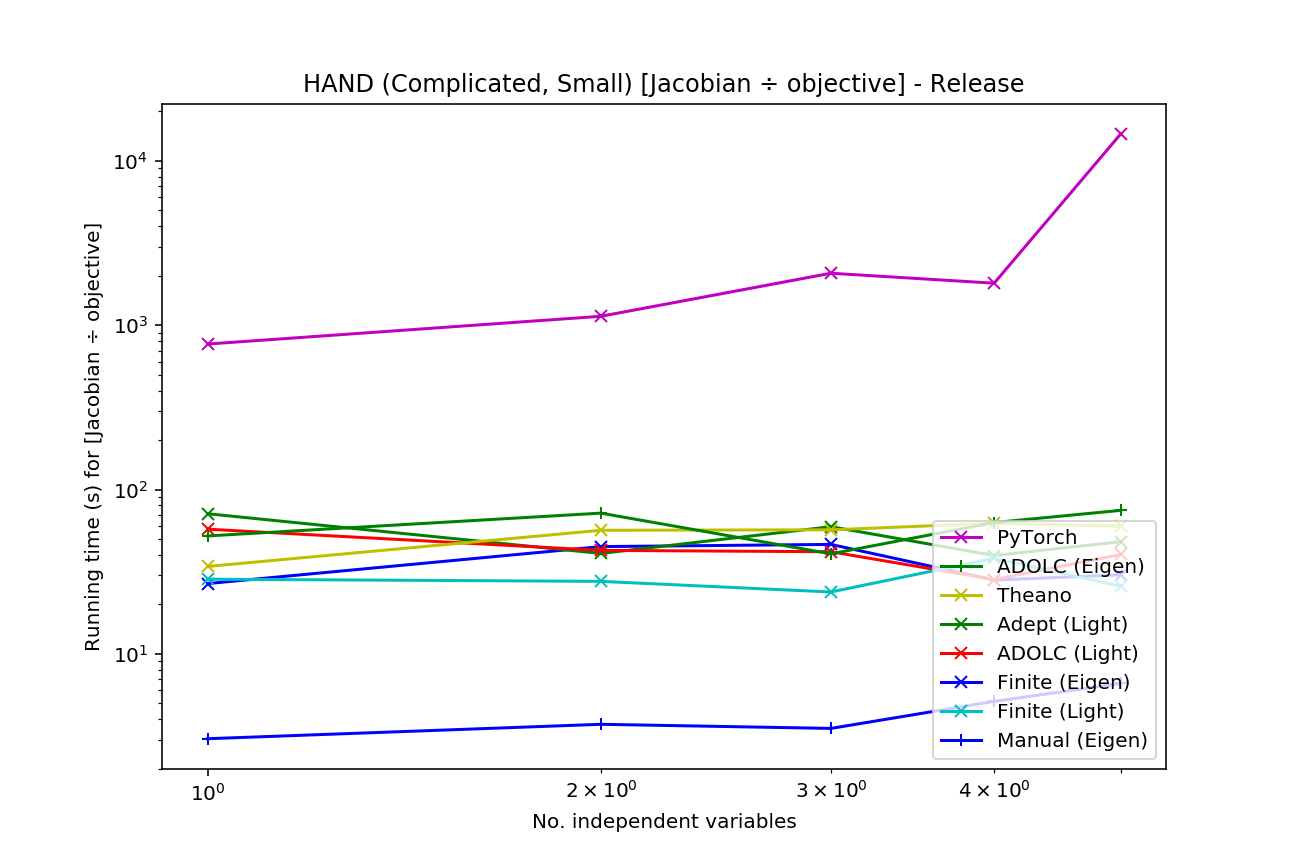 HAND (Complicated, Small) [Jacobian ÷ objective] - Release
Running time (s) for [Jacobian ÷ objective]
10⁴
10³
10²
10¹
PyTorch
ADOLC (Eigen)
Theano
Adept (Light)
ADOLC (Light)
Finite (Eigen)
Finite (Light)
Manual (Eigen)
10⁰
2 × 10⁰
3 × 10⁰
4 × 10⁰
No. independent variables